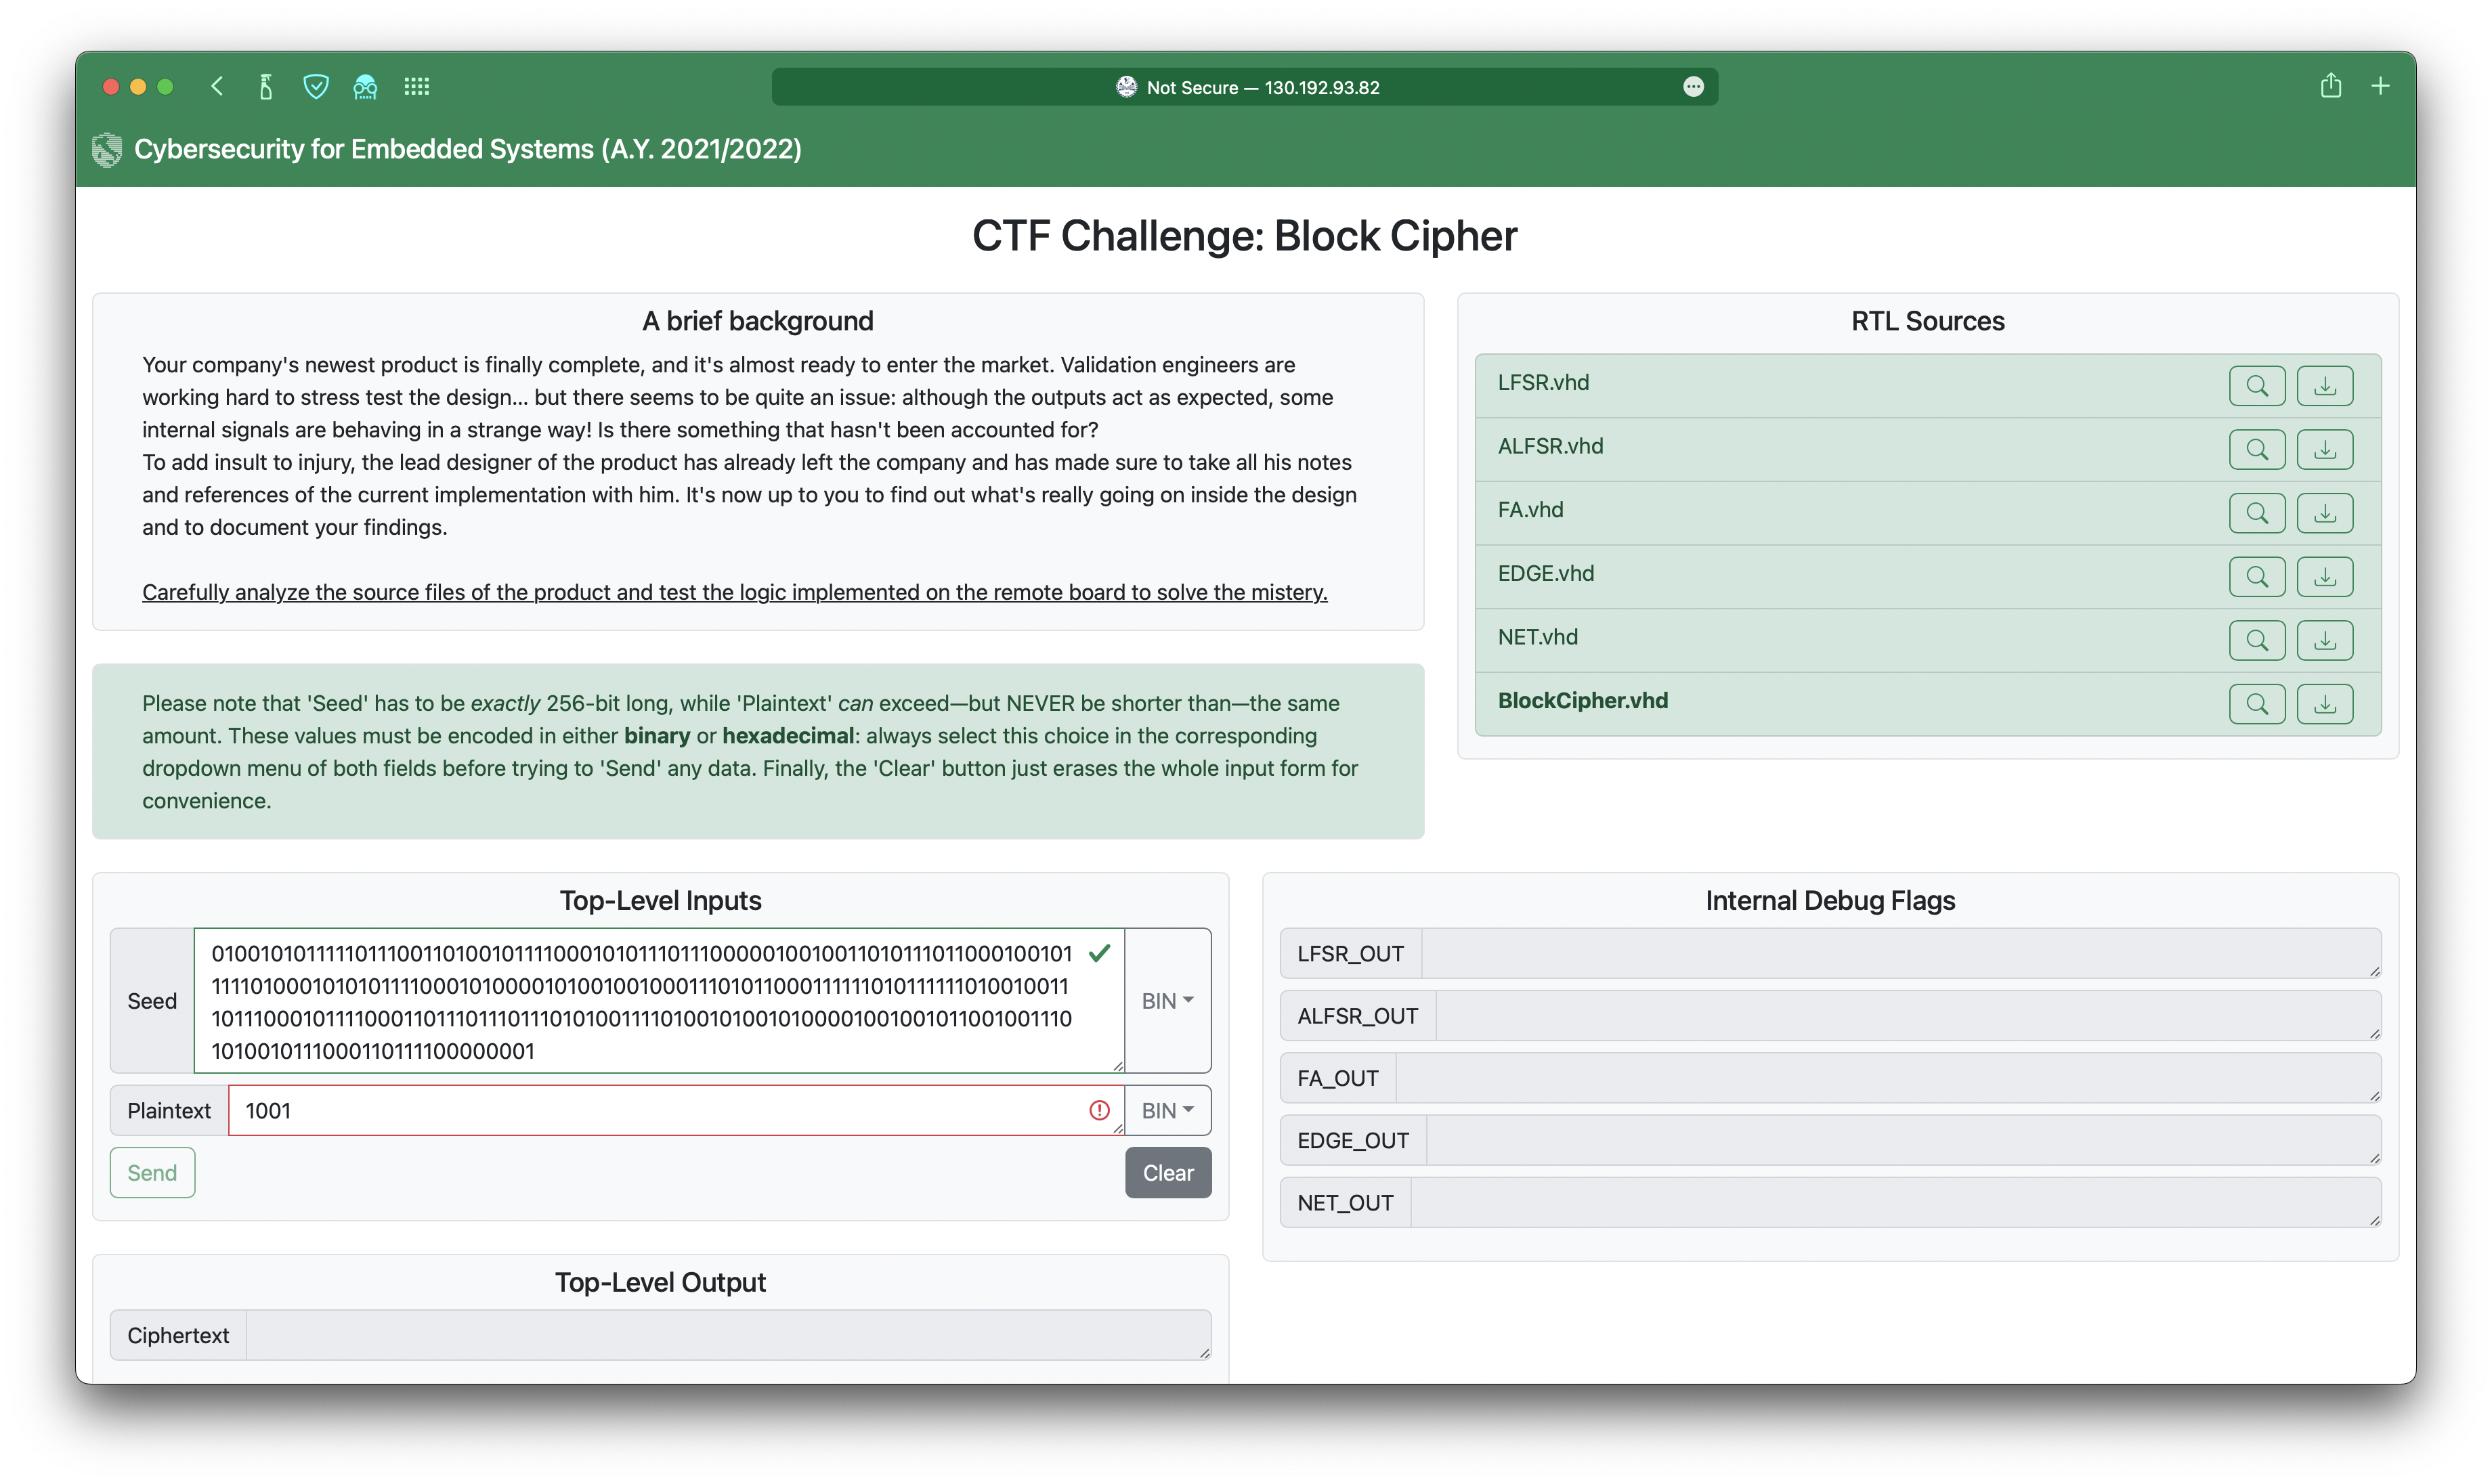 Not Secure — 130.192.93.82
Cybersecurity for Embedded Systems (A.Y. 2021/2022)
CTF Challenge: Block Cipher
A brief background
Your company's newest product is finally complete, and it's almost ready to enter the market. Validation engineers are
working hard to stress test the design... but there seems to be quite an issue: although the outputs act as expected, some
internal signals are behaving in a strange way! Is there something that hasn't been accounted for?
To add insult to injury, the lead designer of the product has already left the company and has made sure to take all his notes
and references of the current implementation with him. It's now up to you to find out what's really going on inside the design
and to document your findings.
Carefully analyze the source files of the product and test the logic implemented on the remote board to solve the mistery.
RTL Sources
LFSR.vhd
ALFSR.vhd
FA.vhd
EDGE.vhd
NET.vhd
BlockCipher.vhd
Please note that 'Seed' has to be exactly 256-bit long, while 'Plaintext' can exceed—but NEVER be shorter than—the same
amount. These values must be encoded in either binary or hexadecimal: always select this choice in the corresponding
dropdown menu of both fields before trying to 'Send' any data. Finally, the 'Clear' button just erases the whole input form for
convenience.
Top-Level Inputs
Seed
BIN
Plaintext
1001
BIN
Send
Clear
Top-Level Output
Ciphertext
Internal Debug Flags
LFSR_OUT
ALFSR_OUT
FA_OUT
EDGE_OUT
NET_OUT